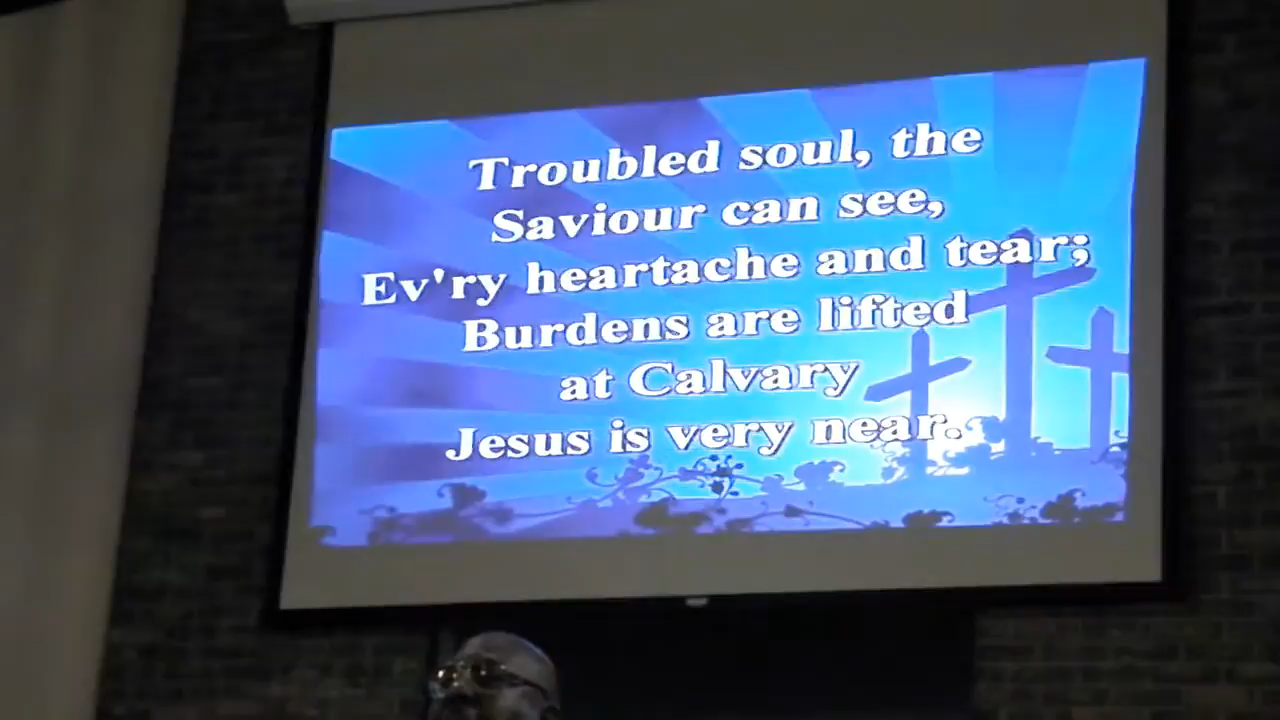 Troubled soul, the
Saviour can see,
Ev'ry heartache and tear;
Burdens are lifted
at Calvary
Jesus is very near.